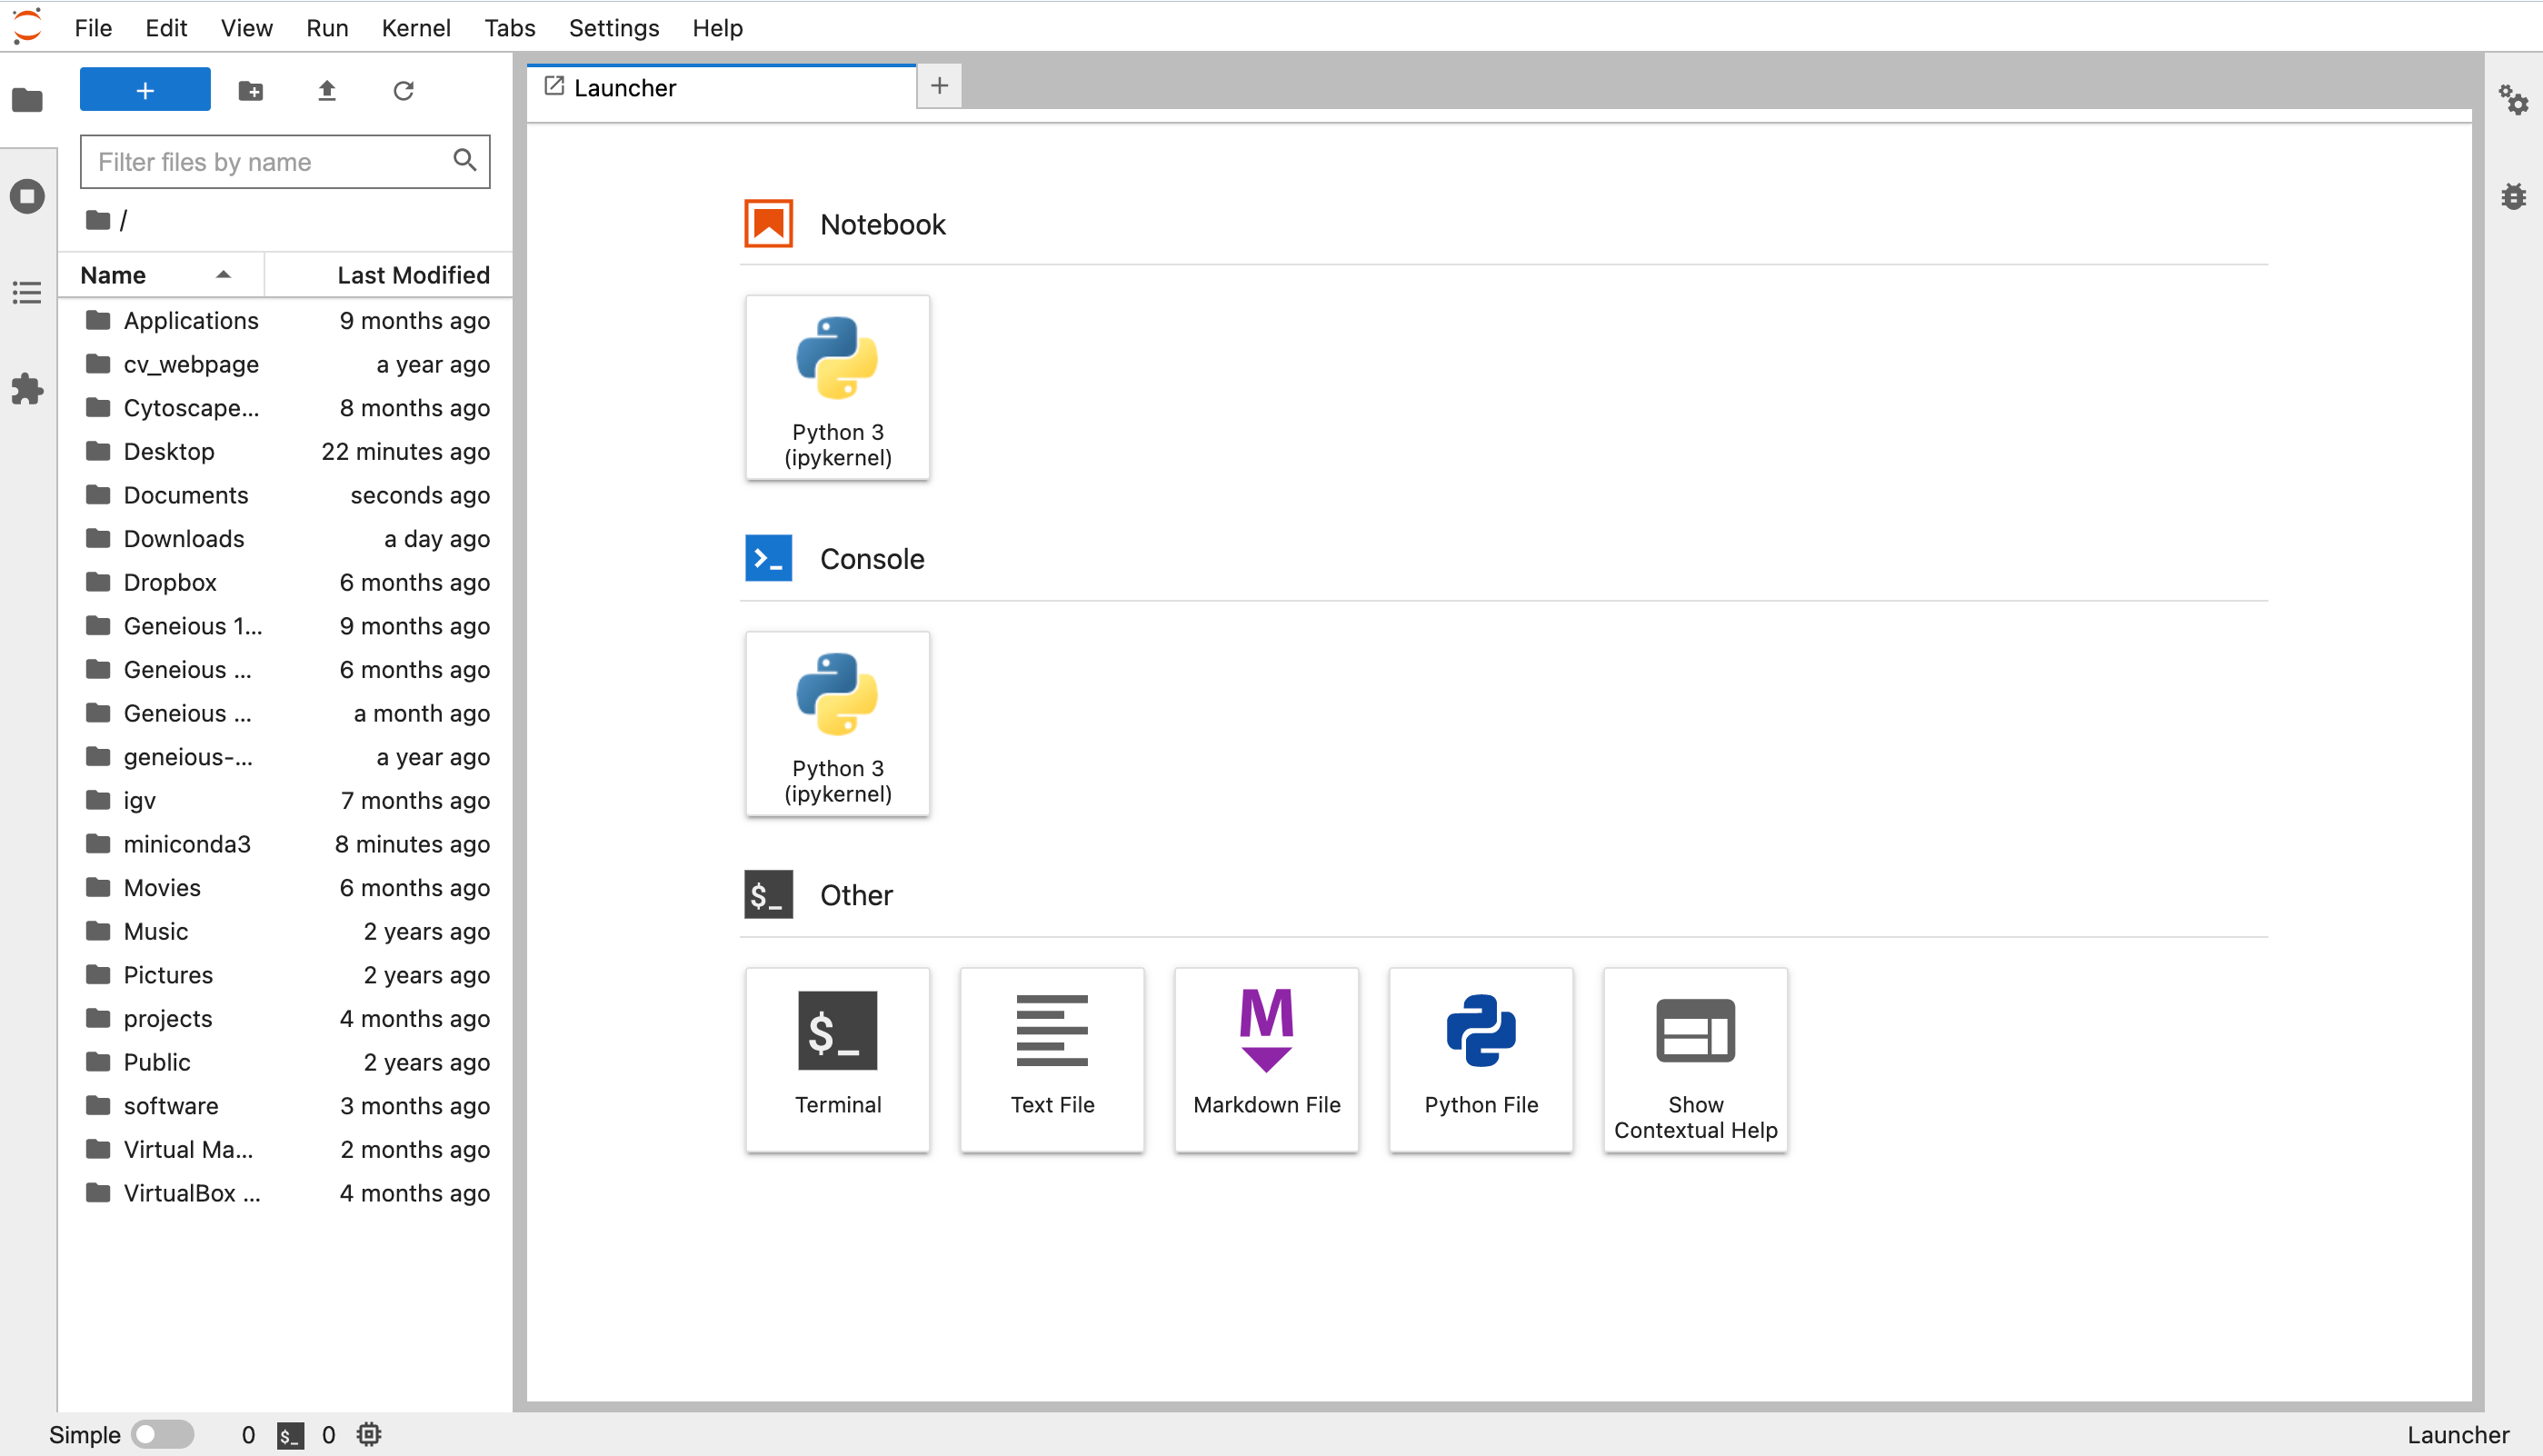 File Edit View Run Kernel Tabs Settings Help
+
Filter files by name
/
Name Last Modified
Applications 9 months ago
cv_webpage a year ago
Cytoscape... 8 months ago
Desktop 22 minutes ago
Documents seconds ago
Downloads a day ago
Dropbox 6 months ago
Geneious 1... 9 months ago
Geneious ... 6 months ago
Geneious ... a month ago
geneious-... a year ago
igv 7 months ago
miniconda3 8 minutes ago
Movies 6 months ago
Music 2 years ago
Pictures 2 years ago
projects 4 months ago
Public 2 years ago
software 3 months ago
Virtual Ma... 2 months ago
VirtualBox ... 4 months ago
Launcher +
Notebook
Python 3
(ipykernel)
>_ Console
Python 3
(ipykernel)
$_ Other
$_
Terminal
Text File
M
Markdown File
Python File
Show
Contextual Help
Simple 0 $_ 0
Launcher